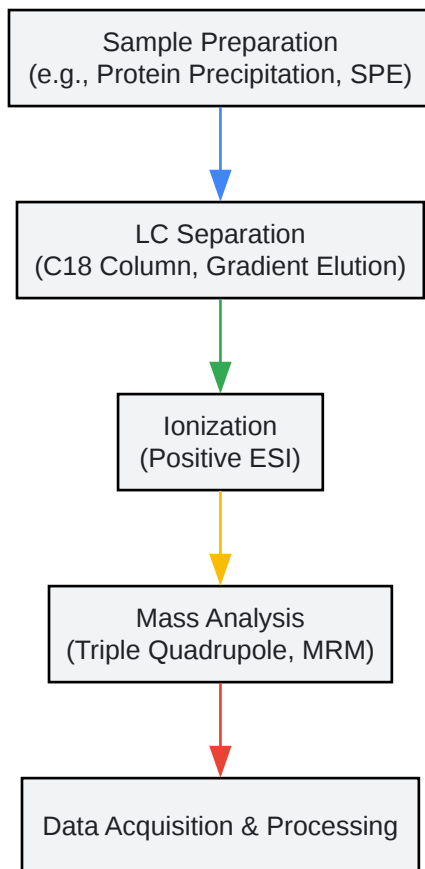 Sample Preparation
(e.g., Protein Precipitation, SPE)
LC Separation
(C18 Column, Gradient Elution)
Ionization
(Positive ESI)
Mass Analysis
(Triple Quadrupole, MRM)
Data Acquisition & Processing